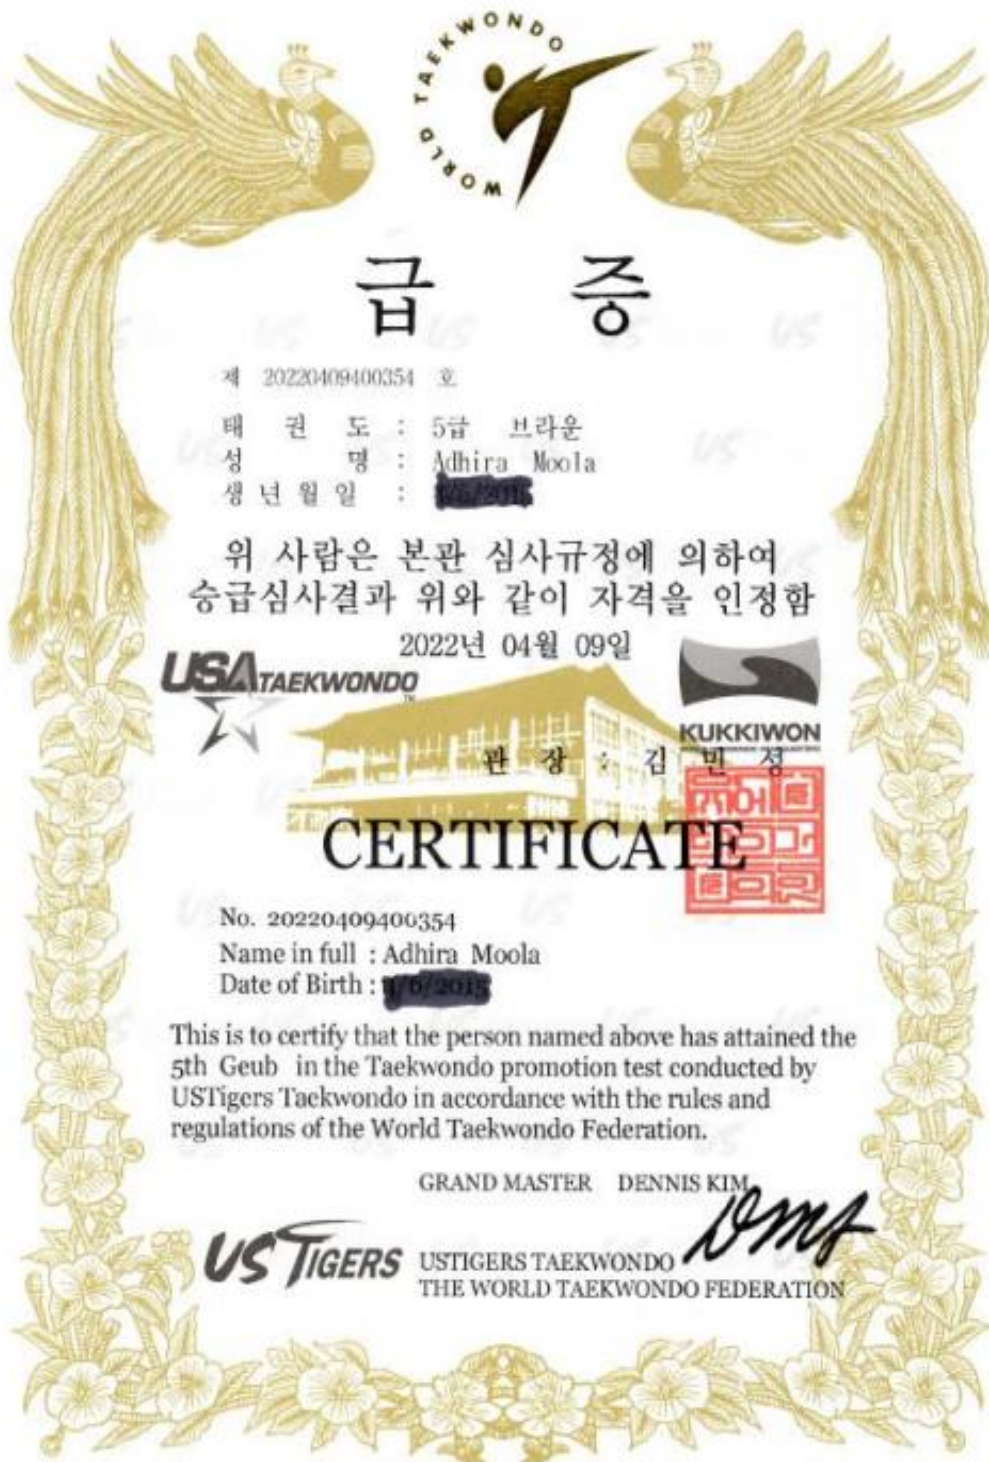 WORLD TAEKWONDO
급 증
제 20220409400354 호
태 권 도 : 5급 브라운
성 명 : Adhira Moola
생 년 월 일 :
위 사람은 본관 심사규정에 의하여
승급심사결과 위와 같이 자격을 인정함
2022년 04월 09일
USA TAEKWONDO
KUKKIWON
관 장 : 김 민 성
CERTIFICATE
No. 20220409400354
Name in full : Adhira Moola
Date of Birth :
This is to certify that the person named above has attained the
5th Geub in the Taekwondo promotion test conducted by
USTigers Taekwondo in accordance with the rules and
regulations of the World Taekwondo Federation.
GRAND MASTER DENNIS KIM
US TIGERS
USTIGERS TAEKWONDO
THE WORLD TAEKWONDO FEDERATION